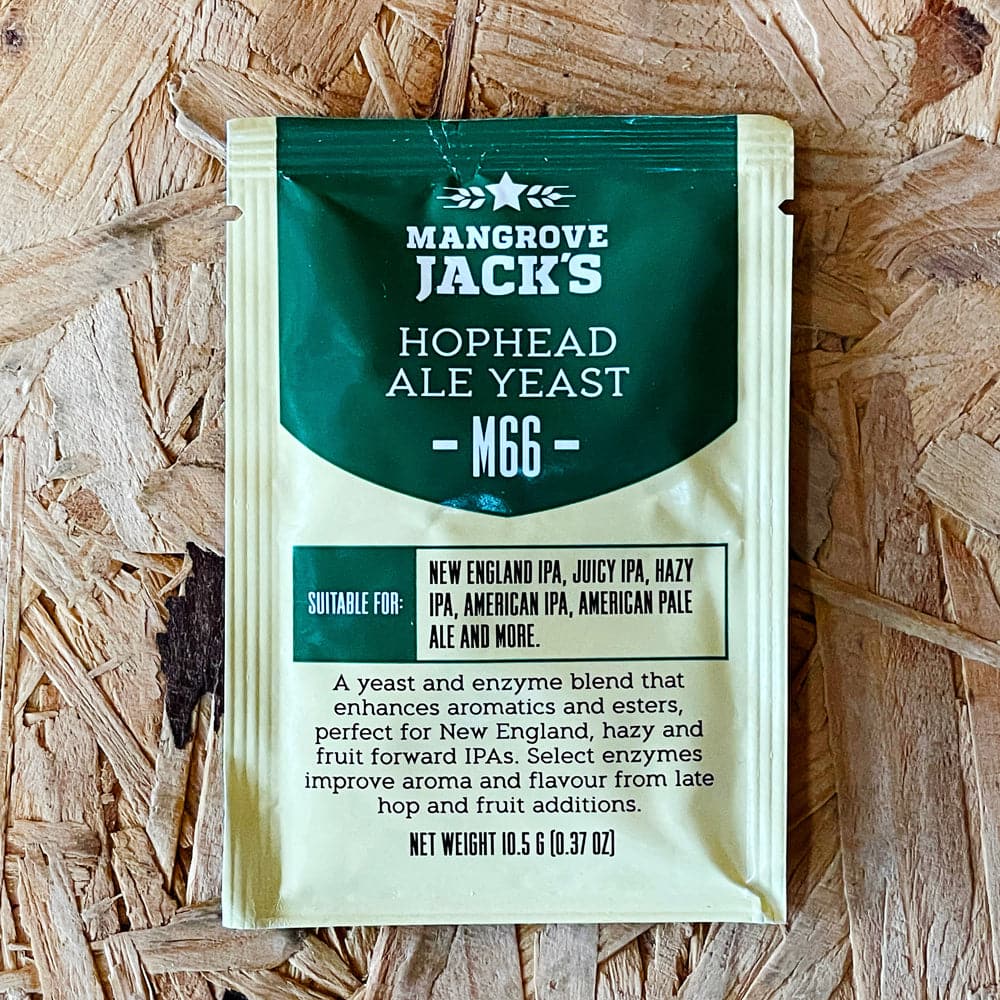 MANGROVE
JACK'S
HOPHEAD
ALE YEAST
- M66 -
SUITABLE FOR:
NEW ENGLAND IPA, JUICY IPA, HAZY
IPA, AMERICAN IPA, AMERICAN PALE
ALE AND MORE.
A yeast and enzyme blend that
enhances aromatics and esters,
perfect for New England, hazy and
fruit forward IPAs. Select enzymes
improve aroma and flavour from late
hop and fruit additions.
NET WEIGHT 10.5 G (0.37 OZ)